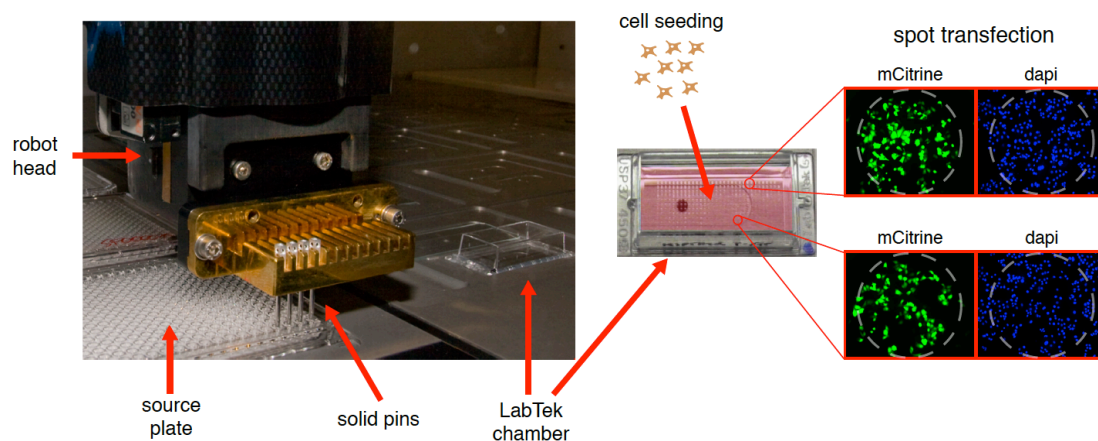 cell seeding
spot transfection
mCitrine
dapi
robot
head
mCitrine
dapi
source
plate
solid pins
LabTek
chamber